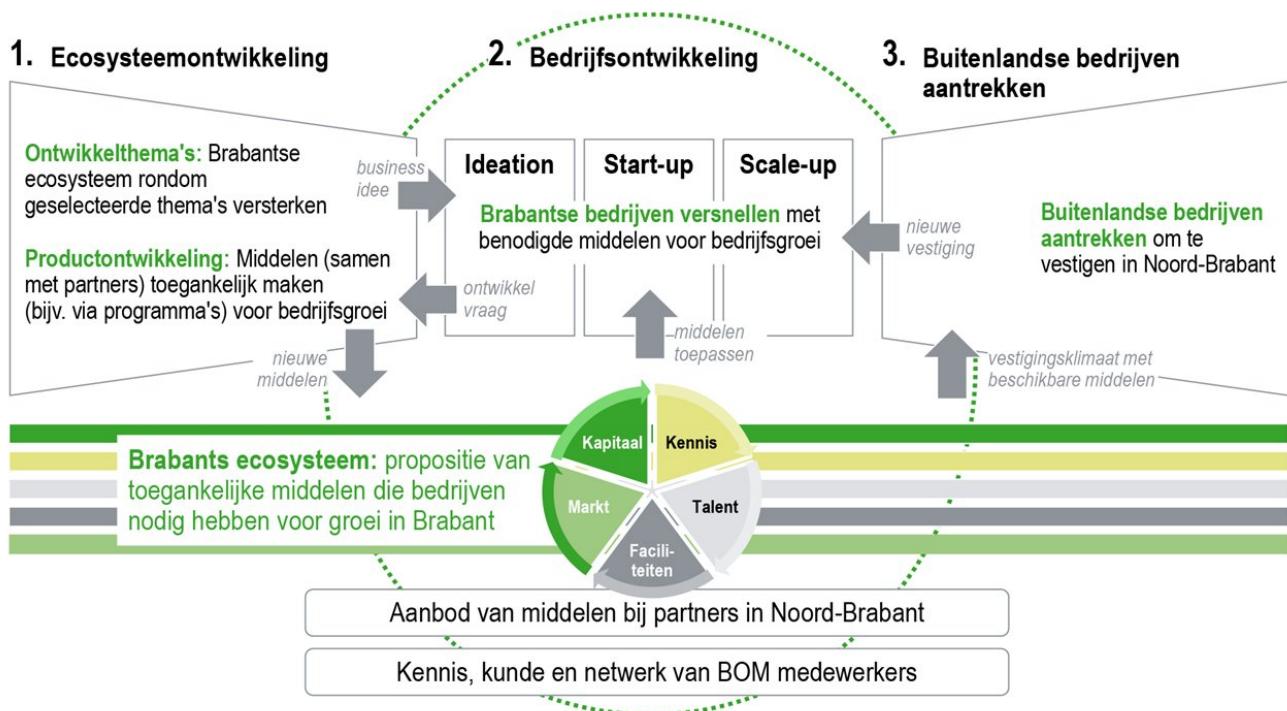 1. Ecosysteemontwikkeling
2. Bedrijfsontwikkeling
3. Buitenlandse bedrijven
aantrekken
Ontwikkelthema's: Brabantse
ecosysteem rondom
geselecteerde thema's versterken
Productontwikkeling: Middelen (samen
met partners) toegankelijk maken
(bijv. via programma's) voor bedrijfsgroei
business
idee
ontwikkel
vraag
nieuwe
middelen
Ideation
Start-up
Scale-up
Brabantse bedrijven versnellen met
benodigde middelen voor bedrijfsgroei
middelen
toepassen
nieuwe
vestiging
Buitenlandse bedrijven
aantrekken om te
vestigen in Noord-Brabant
vestigingsklimaat met
beschikbare middelen
Brabants ecosysteem: propositie van
toegankelijke middelen die bedrijven
nodig hebben voor groei in Brabant
Kapitaal
Kennis
Markt
Talent
Facili-
teiten
Aanbod van middelen bij partners in Noord-Brabant
Kennis, kunde en netwerk van BOM medewerkers